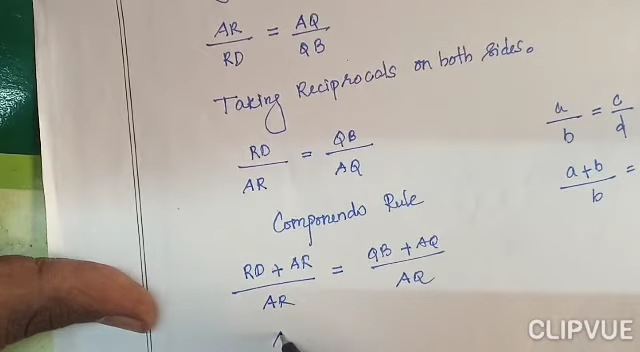 AR/RD = AQ/QB
Taking Reciprocals on both sides.
RD/AR = QB/AQ
a/b = c/d
a+b/b =
Componendo Rule
RD + AR/AR = QB + AQ/AQ
CLIPVUE